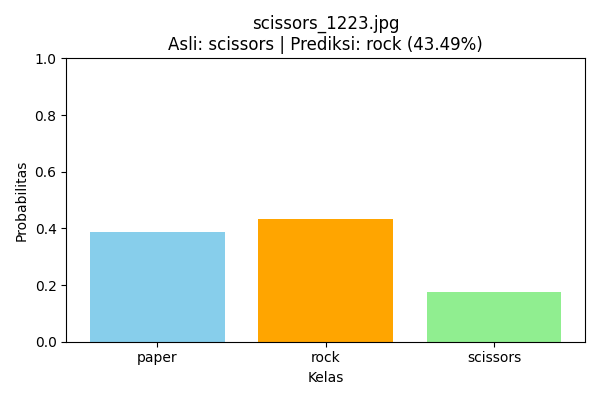 scissors_1223.jpg
Asli: scissors | Prediksi: rock (43.49%)
1.0
0.8
0.6
0.4
0.2
0.0
Probabilitas
paper
rock
scissors
Kelas